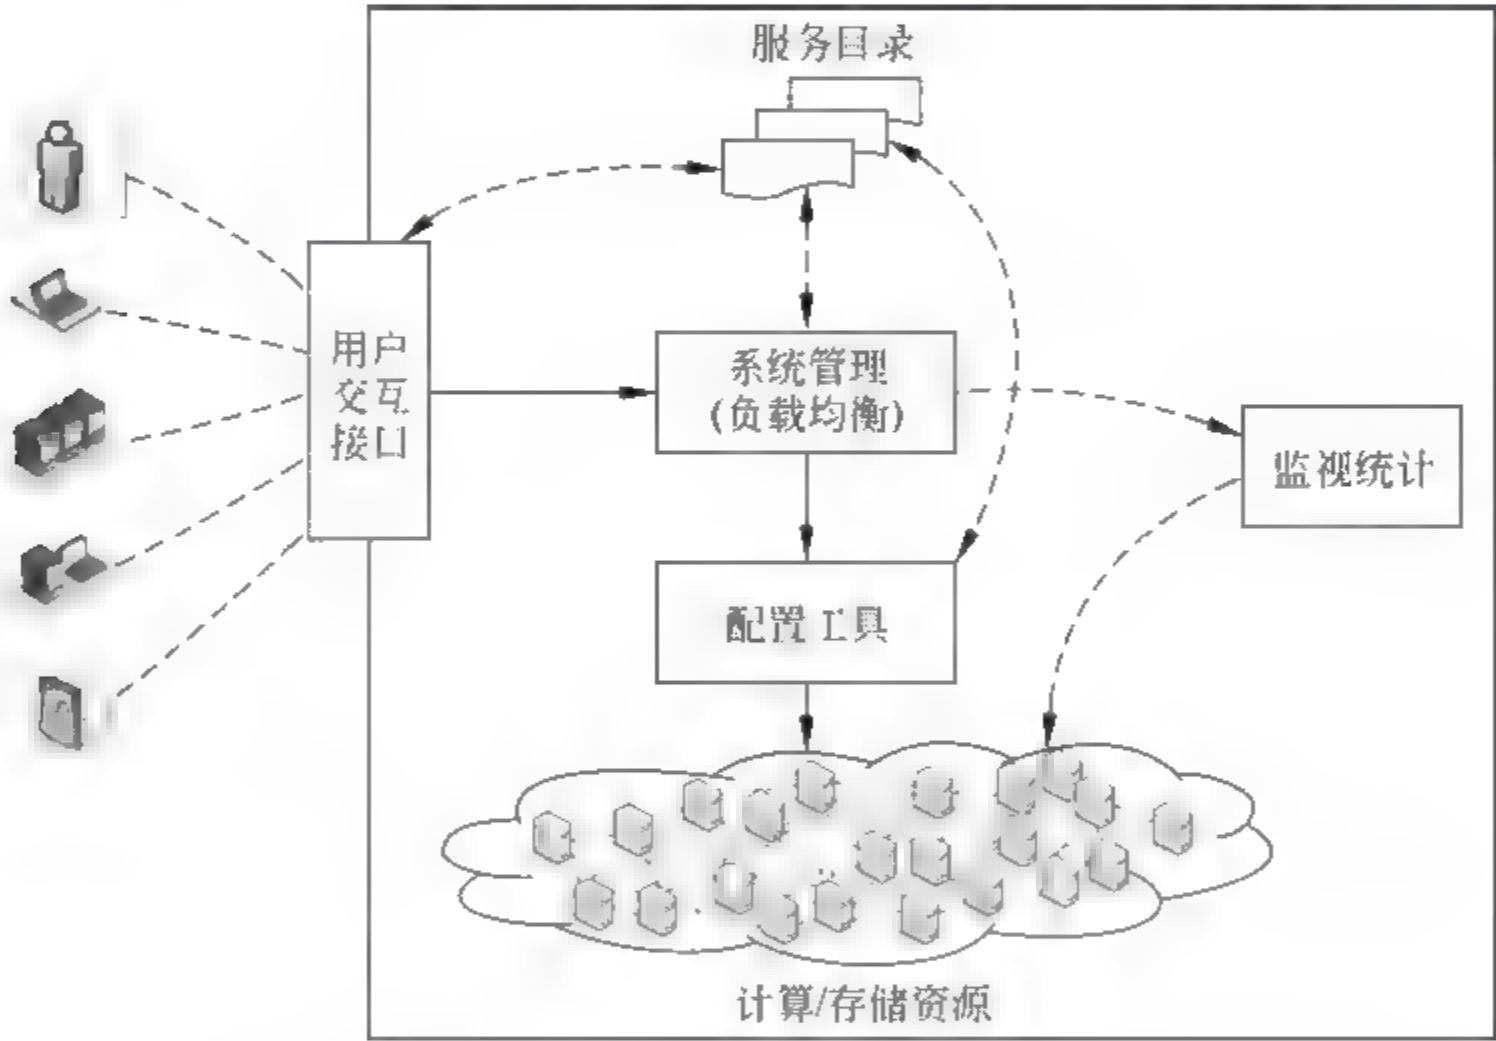 服务目录
用户
交互
接口
系统管理
(负载均衡)
监视统计
配置工具
计算/存储资源